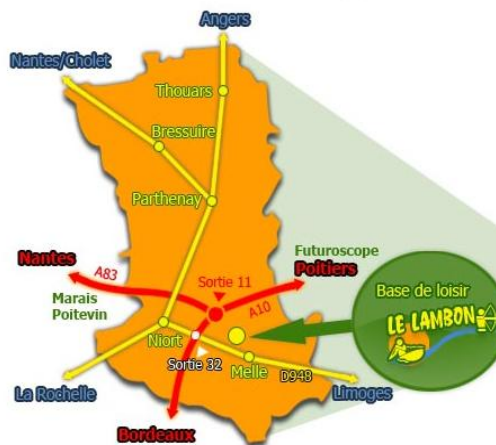 Angers
Nantes/Cholet
Thouars
Bressuire
Parthenay
Nantes
A83
Sortie 11
Futuroscope
Poitiers
A10
Marais
Poitevin
Niort
Sortie 32
Melle
D948
La Rochelle
Limoges
Bordeaux
Base de loisir
LE LAMBON